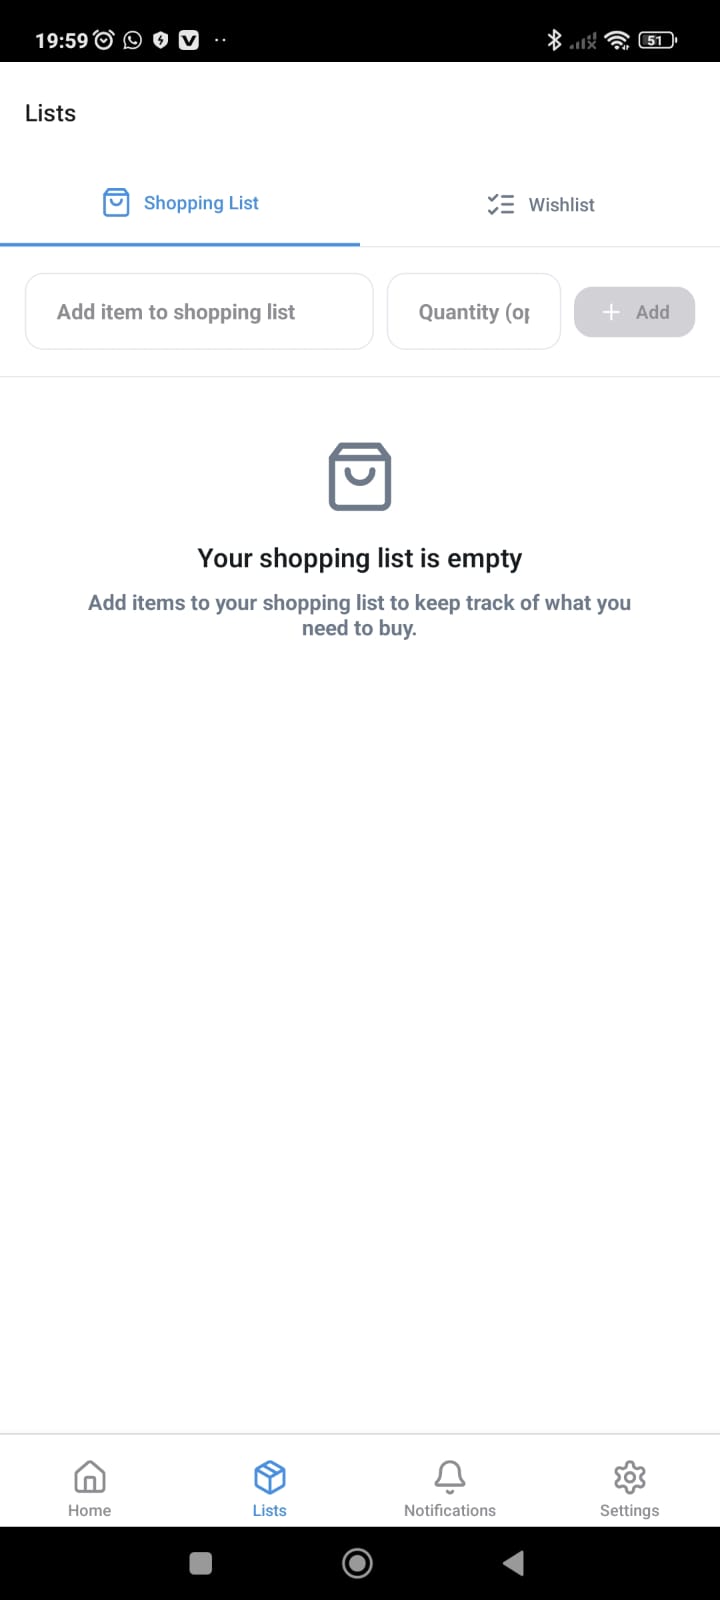 19:59
51
Lists
Shopping List
Wishlist
Add item to shopping list
Quantity (op
Add
Your shopping list is empty
Add items to your shopping list to keep track of what you
need to buy.
Home
Lists
Notifications
Settings